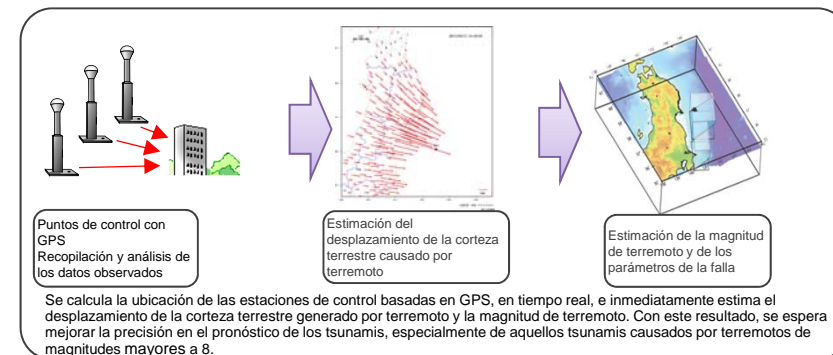 Puntos de control con
GPS
Recopilación y análisis de
los datos observados
Estimación del
desplazamiento de la corteza
terrestre causado por
terremoto
Estimación de la magnitud
de terremoto y de los
parámetros de la falla
Se calcula la ubicación de las estaciones de control basadas en GPS, en tiempo real, e inmediatamente estima el
desplazamiento de la corteza terrestre generado por terremoto y la magnitud de terremoto. Con este resultado, se espera
mejorar la precisión en el pronóstico de los tsunamis, especialmente de aquellos tsunamis causados por terremotos de
magnitudes mayores a 8.